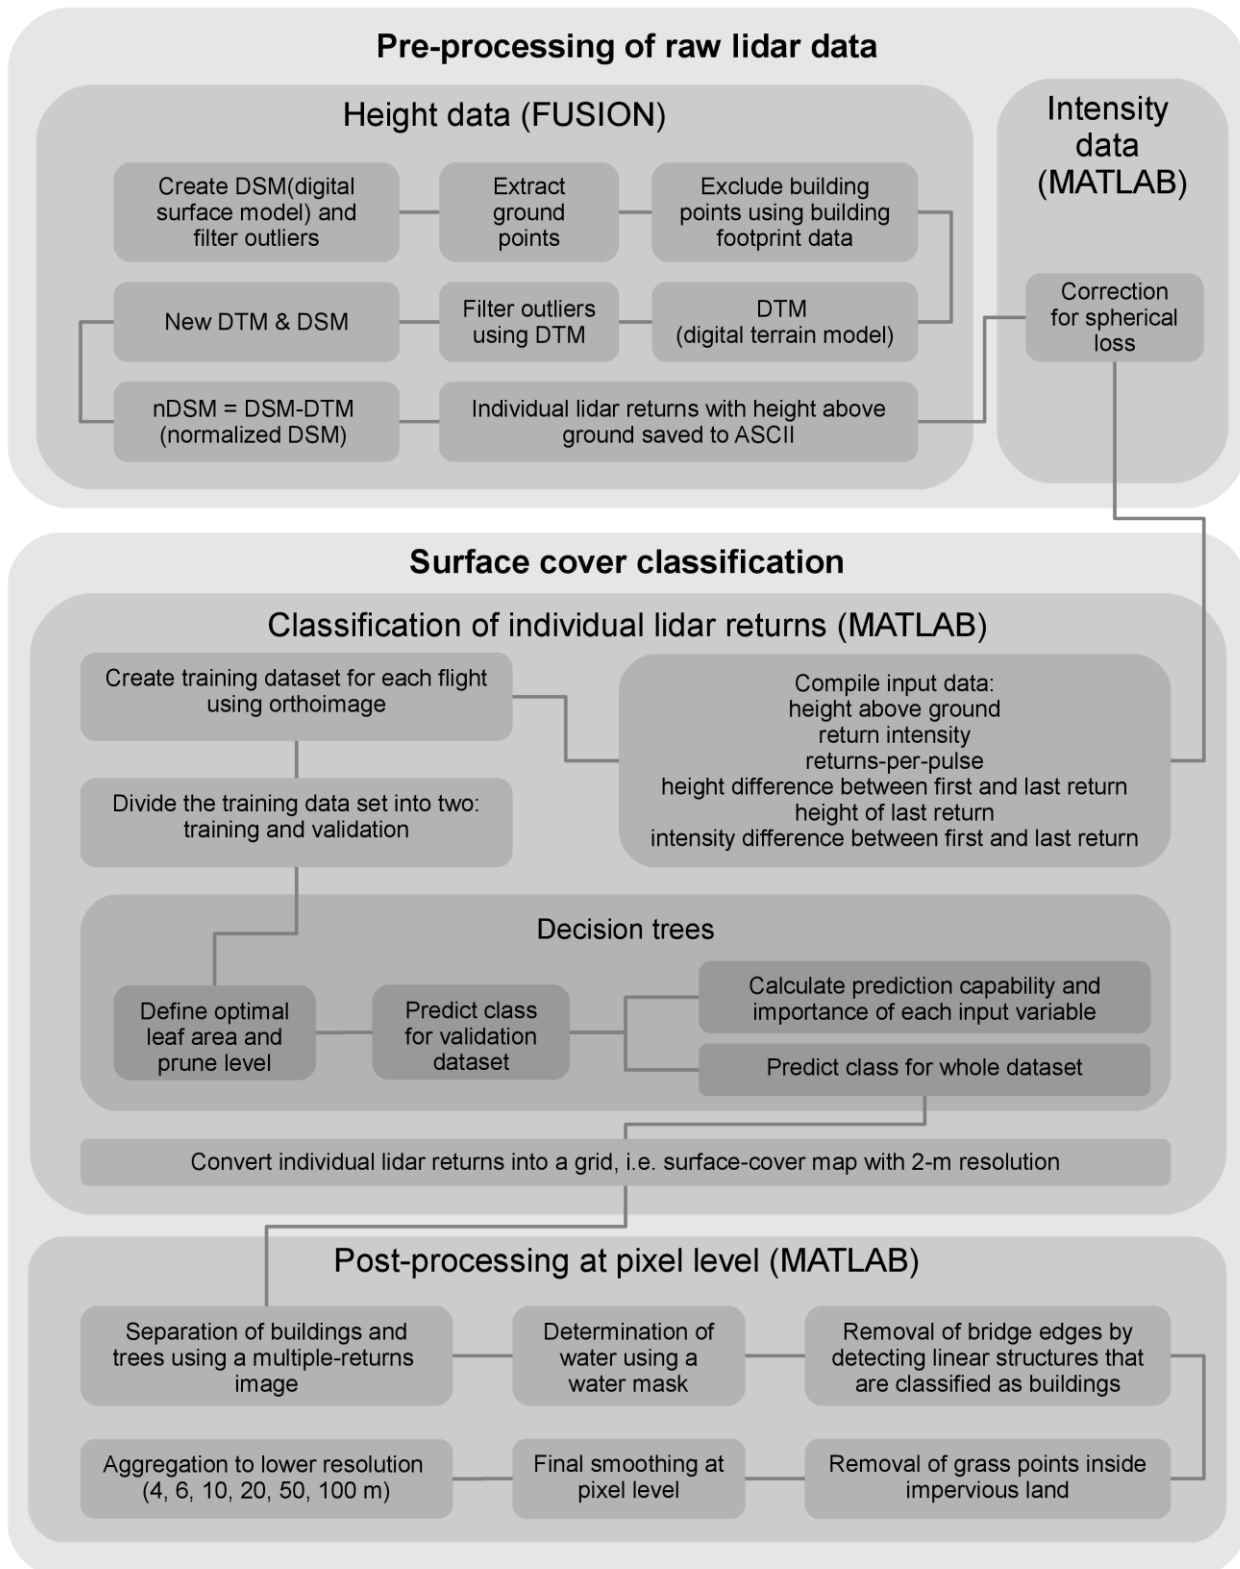 Pre-processing of raw lidar data
Height data (FUSION)
Intensity
data
(MATLAB)
Create DSM(digital
surface model) and
filter outliers
Extract
ground
points
Exclude building
points using building
footprint data
New DTM & DSM
Filter outliers
using DTM
DTM
(digital terrain model)
Correction
for spherical
loss
nDSM = DSM-DTM
(normalized DSM)
Individual lidar returns with height above
ground saved to ASCII
Surface cover classification
Classification of individual lidar returns (MATLAB)
Create training dataset for each flight
using orthoimage
Compile input data:
height above ground
return intensity
returns-per-pulse
height difference between first and last return
height of last return
intensity difference between first and last return
Divide the training data set into two:
training and validation
Decision trees
Define optimal
leaf area and
prune level
Predict class
for validation
dataset
Calculate prediction capability and
importance of each input variable
Predict class for whole dataset
Convert individual lidar returns into a grid, i.e. surface-cover map with 2-m resolution
Post-processing at pixel level (MATLAB)
Separation of buildings and
trees using a multiple-returns
image
Determination of
water using a
water mask
Removal of bridge edges by
detecting linear structures that
are classified as buildings
Aggregation to lower resolution
(4, 6, 10, 20, 50, 100 m)
Final smoothing at
pixel level
Removal of grass points inside
impervious land